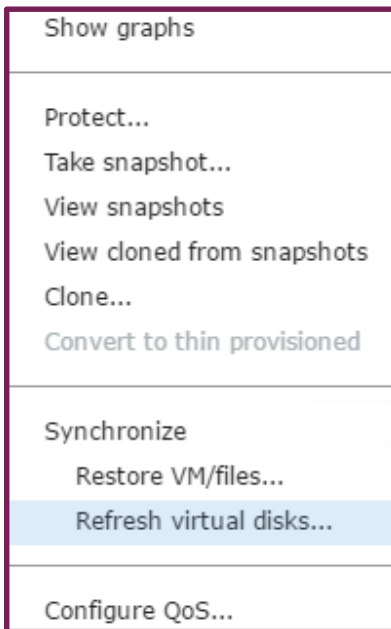 Show graphs
Protect...
Take snapshot...
View snapshots
View cloned from snapshots
Clone...
Convert to thin provisioned
Synchronize
Restore VM/files...
Refresh virtual disks...
Configure QoS...